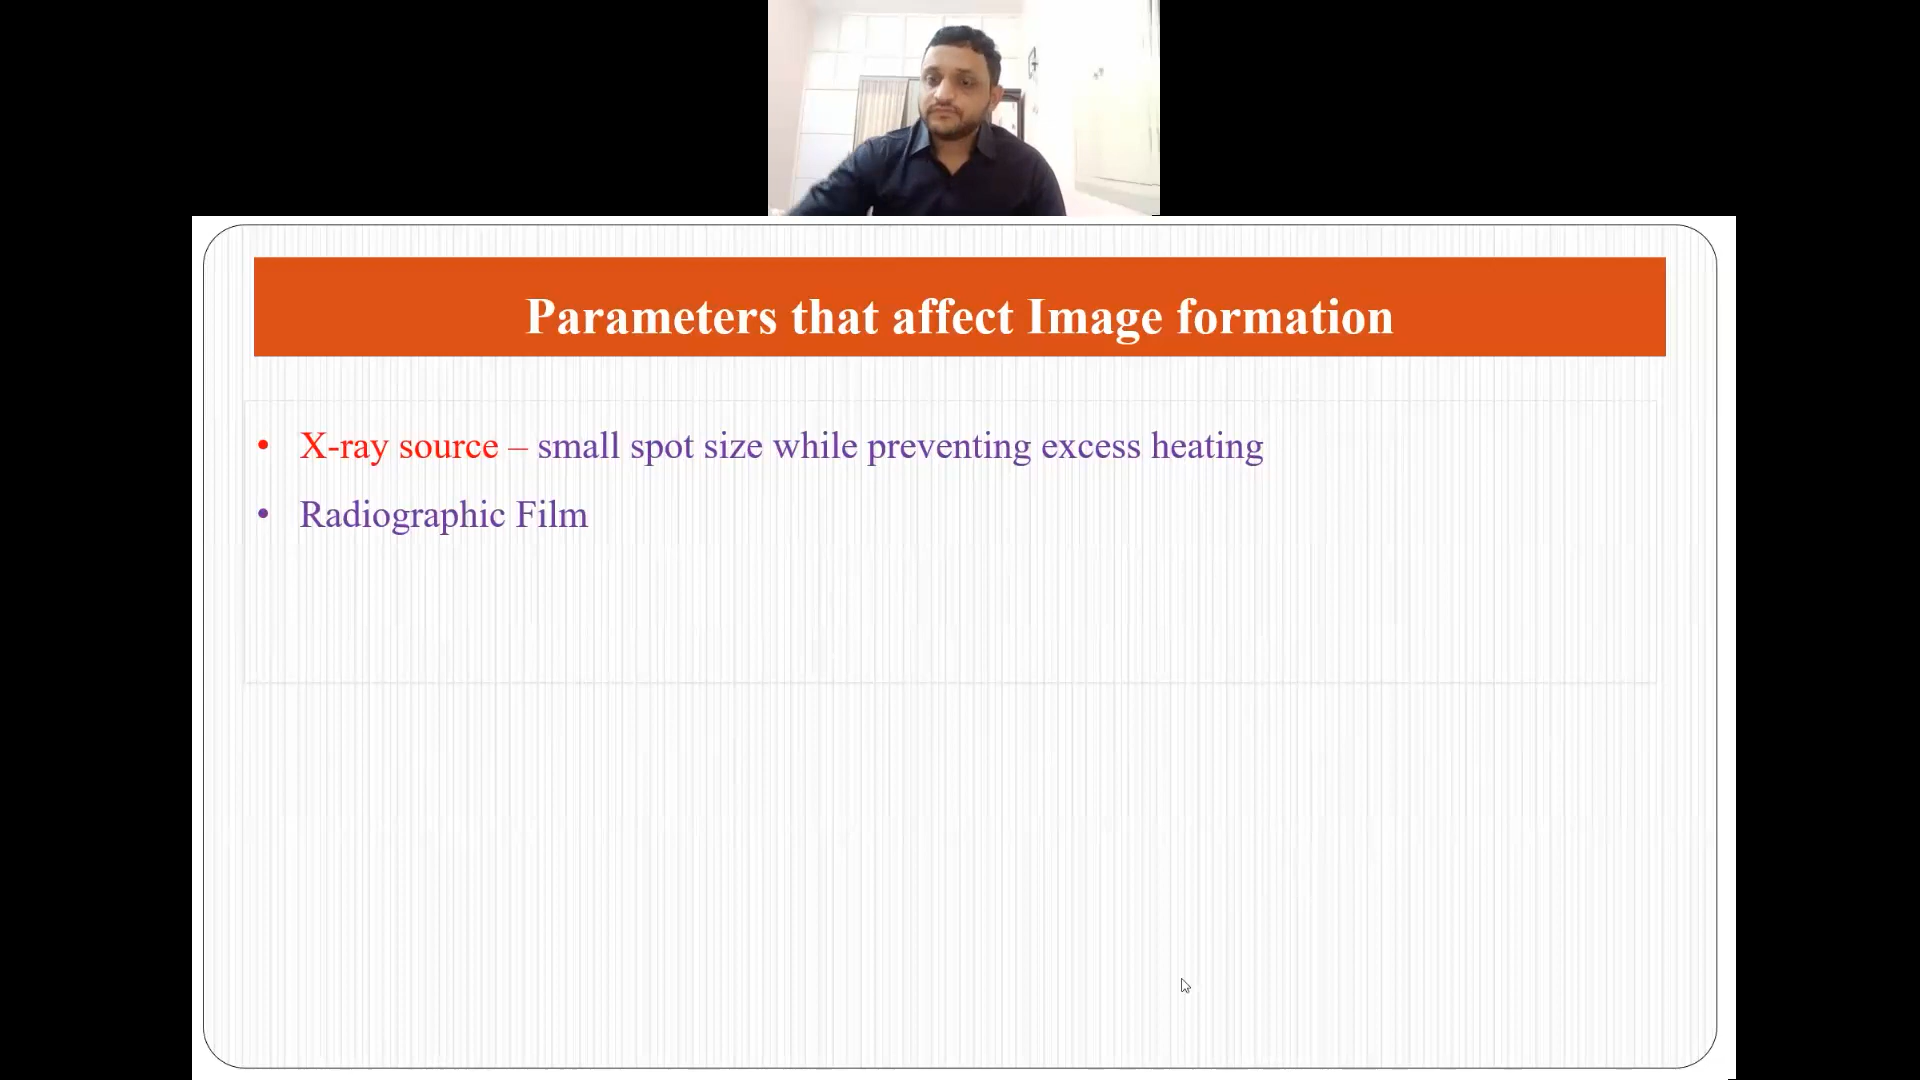 Parameters that affect Image formation
• X-ray source – small spot size while preventing excess heating
• Radiographic Film